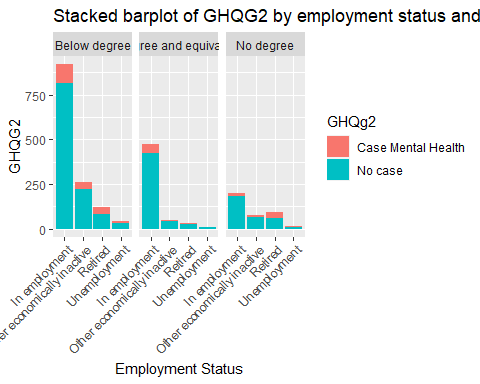 Stacked barplot of GHQG2 by employment status and
Below degree
ree and equiva
No degree
GHQG2
750
500
250
0
GHQg2
Case Mental Health
No case
In employment
ner economically inactive
Retired
Unemployment
In employment
Other economically inactive
Retired
Unemployment
In employment
Other economically inactive
Retired
Unemployment
Employment Status